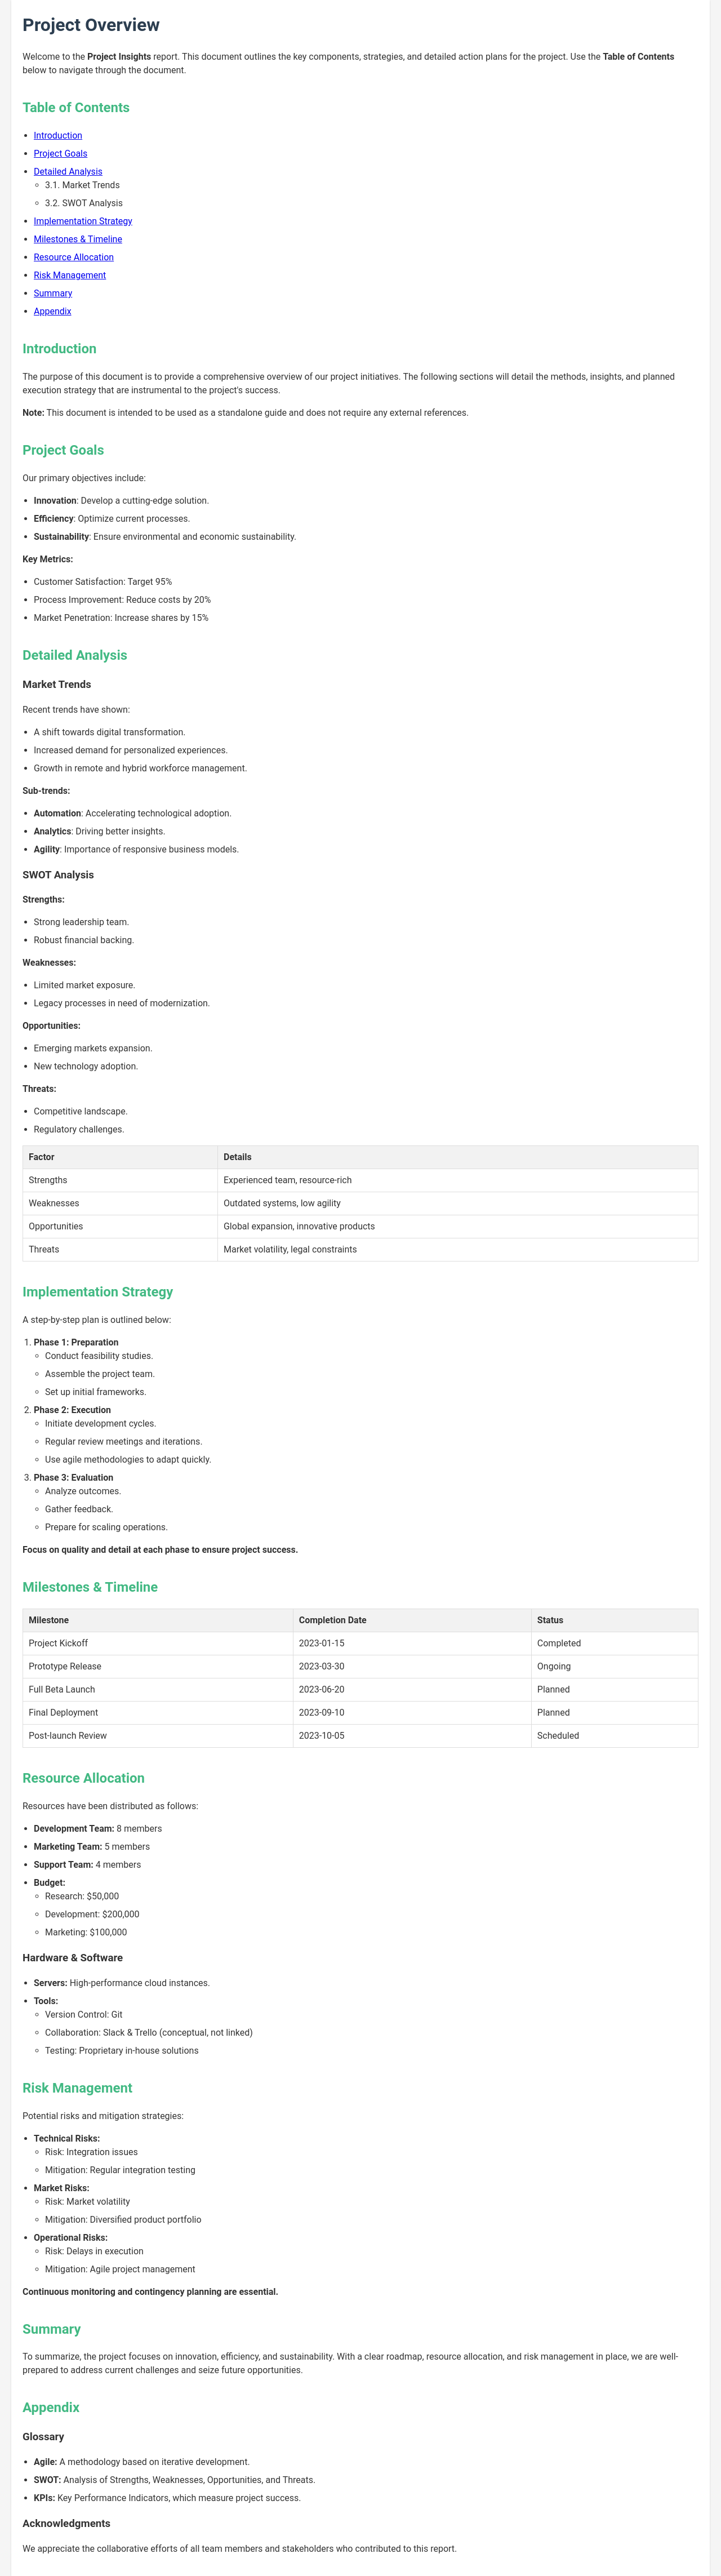 Project Overview
Welcome to the Project Insights report. This document outlines the key components, strategies, and detailed action plans for the project. Use the Table of Contents
below to navigate through the document.
Table of Contents
• Introduction
• Project Goals
• Detailed Analysis
◦ 3.1. Market Trends
◦ 3.2. SWOT Analysis
• Implementation Strategy
• Milestones & Timeline
• Resource Allocation
• Risk Management
• Summary
• Appendix
Introduction
The purpose of this document is to provide a comprehensive overview of our project initiatives. The following sections will detail the methods, insights, and planned
execution strategy that are instrumental to the project's success.
Note: This document is intended to be used as a standalone guide and does not require any external references.
Project Goals
Our primary objectives include:
• Innovation: Develop a cutting-edge solution.
• Efficiency: Optimize current processes.
• Sustainability: Ensure environmental and economic sustainability.
Key Metrics:
• Customer Satisfaction: Target 95%
• Process Improvement: Reduce costs by 20%
• Market Penetration: Increase shares by 15%
Detailed Analysis
Market Trends
Recent trends have shown:
• A shift towards digital transformation.
• Increased demand for personalized experiences.
• Growth in remote and hybrid workforce management.
Sub-trends:
• Automation: Accelerating technological adoption.
• Analytics: Driving better insights.
• Agility: Importance of responsive business models.
SWOT Analysis
Strengths:
• Strong leadership team.
• Robust financial backing.
Weaknesses:
• Limited market exposure.
• Legacy processes in need of modernization.
Opportunities:
• Emerging markets expansion.
• New technology adoption.
Threats:
• Competitive landscape.
• Regulatory challenges.
Factor Details
Strengths Experienced team, resource-rich
Weaknesses Outdated systems, low agility
Opportunities Global expansion, innovative products
Threats Market volatility, legal constraints
Implementation Strategy
A step-by-step plan is outlined below:
1. Phase 1: Preparation
◦ Conduct feasibility studies.
◦ Assemble the project team.
◦ Set up initial frameworks.
2. Phase 2: Execution
◦ Initiate development cycles.
◦ Regular review meetings and iterations.
◦ Use agile methodologies to adapt quickly.
3. Phase 3: Evaluation
◦ Analyze outcomes.
◦ Gather feedback.
◦ Prepare for scaling operations.
Focus on quality and detail at each phase to ensure project success.
Milestones & Timeline
Milestone Completion Date Status
Project Kickoff 2023-01-15 Completed
Prototype Release 2023-03-30 Ongoing
Full Beta Launch 2023-06-20 Planned
Final Deployment 2023-09-10 Planned
Post-launch Review 2023-10-05 Scheduled
Resource Allocation
Resources have been distributed as follows:
• Development Team: 8 members
• Marketing Team: 5 members
• Support Team: 4 members
• Budget:
◦ Research: $50,000
◦ Development: $200,000
◦ Marketing: $100,000
Hardware & Software
• Servers: High-performance cloud instances.
• Tools:
◦ Version Control: Git
◦ Collaboration: Slack & Trello (conceptual, not linked)
◦ Testing: Proprietary in-house solutions
Risk Management
Potential risks and mitigation strategies:
• Technical Risks:
◦ Risk: Integration issues
◦ Mitigation: Regular integration testing
• Market Risks:
◦ Risk: Market volatility
◦ Mitigation: Diversified product portfolio
• Operational Risks:
◦ Risk: Delays in execution
◦ Mitigation: Agile project management
Continuous monitoring and contingency planning are essential.
Summary
To summarize, the project focuses on innovation, efficiency, and sustainability. With a clear roadmap, resource allocation, and risk management in place, we are well-
prepared to address current challenges and seize future opportunities.
Appendix
Glossary
• Agile: A methodology based on iterative development.
• SWOT: Analysis of Strengths, Weaknesses, Opportunities, and Threats.
• KPIs: Key Performance Indicators, which measure project success.
Acknowledgments
We appreciate the collaborative efforts of all team members and stakeholders who contributed to this report.